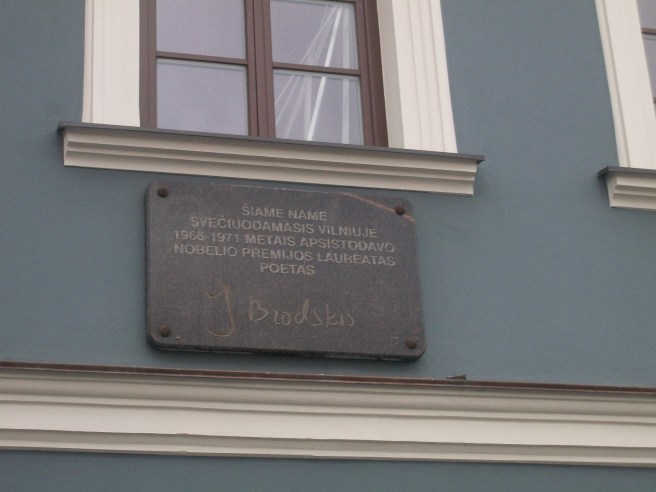 ŠIAME NAME
SVEČIUODAMASIS VILNIUJE
1966-1971 METAIS APSISTODAVO
NOBELIO PREMIJOS LAUREATAS
POETAS
J Brodskis